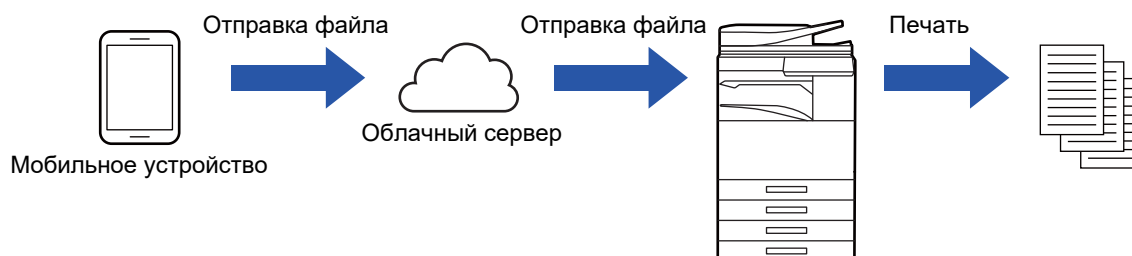 Отправка файла
Отправка файла
Печать
Облачный сервер
Мобильное устройство